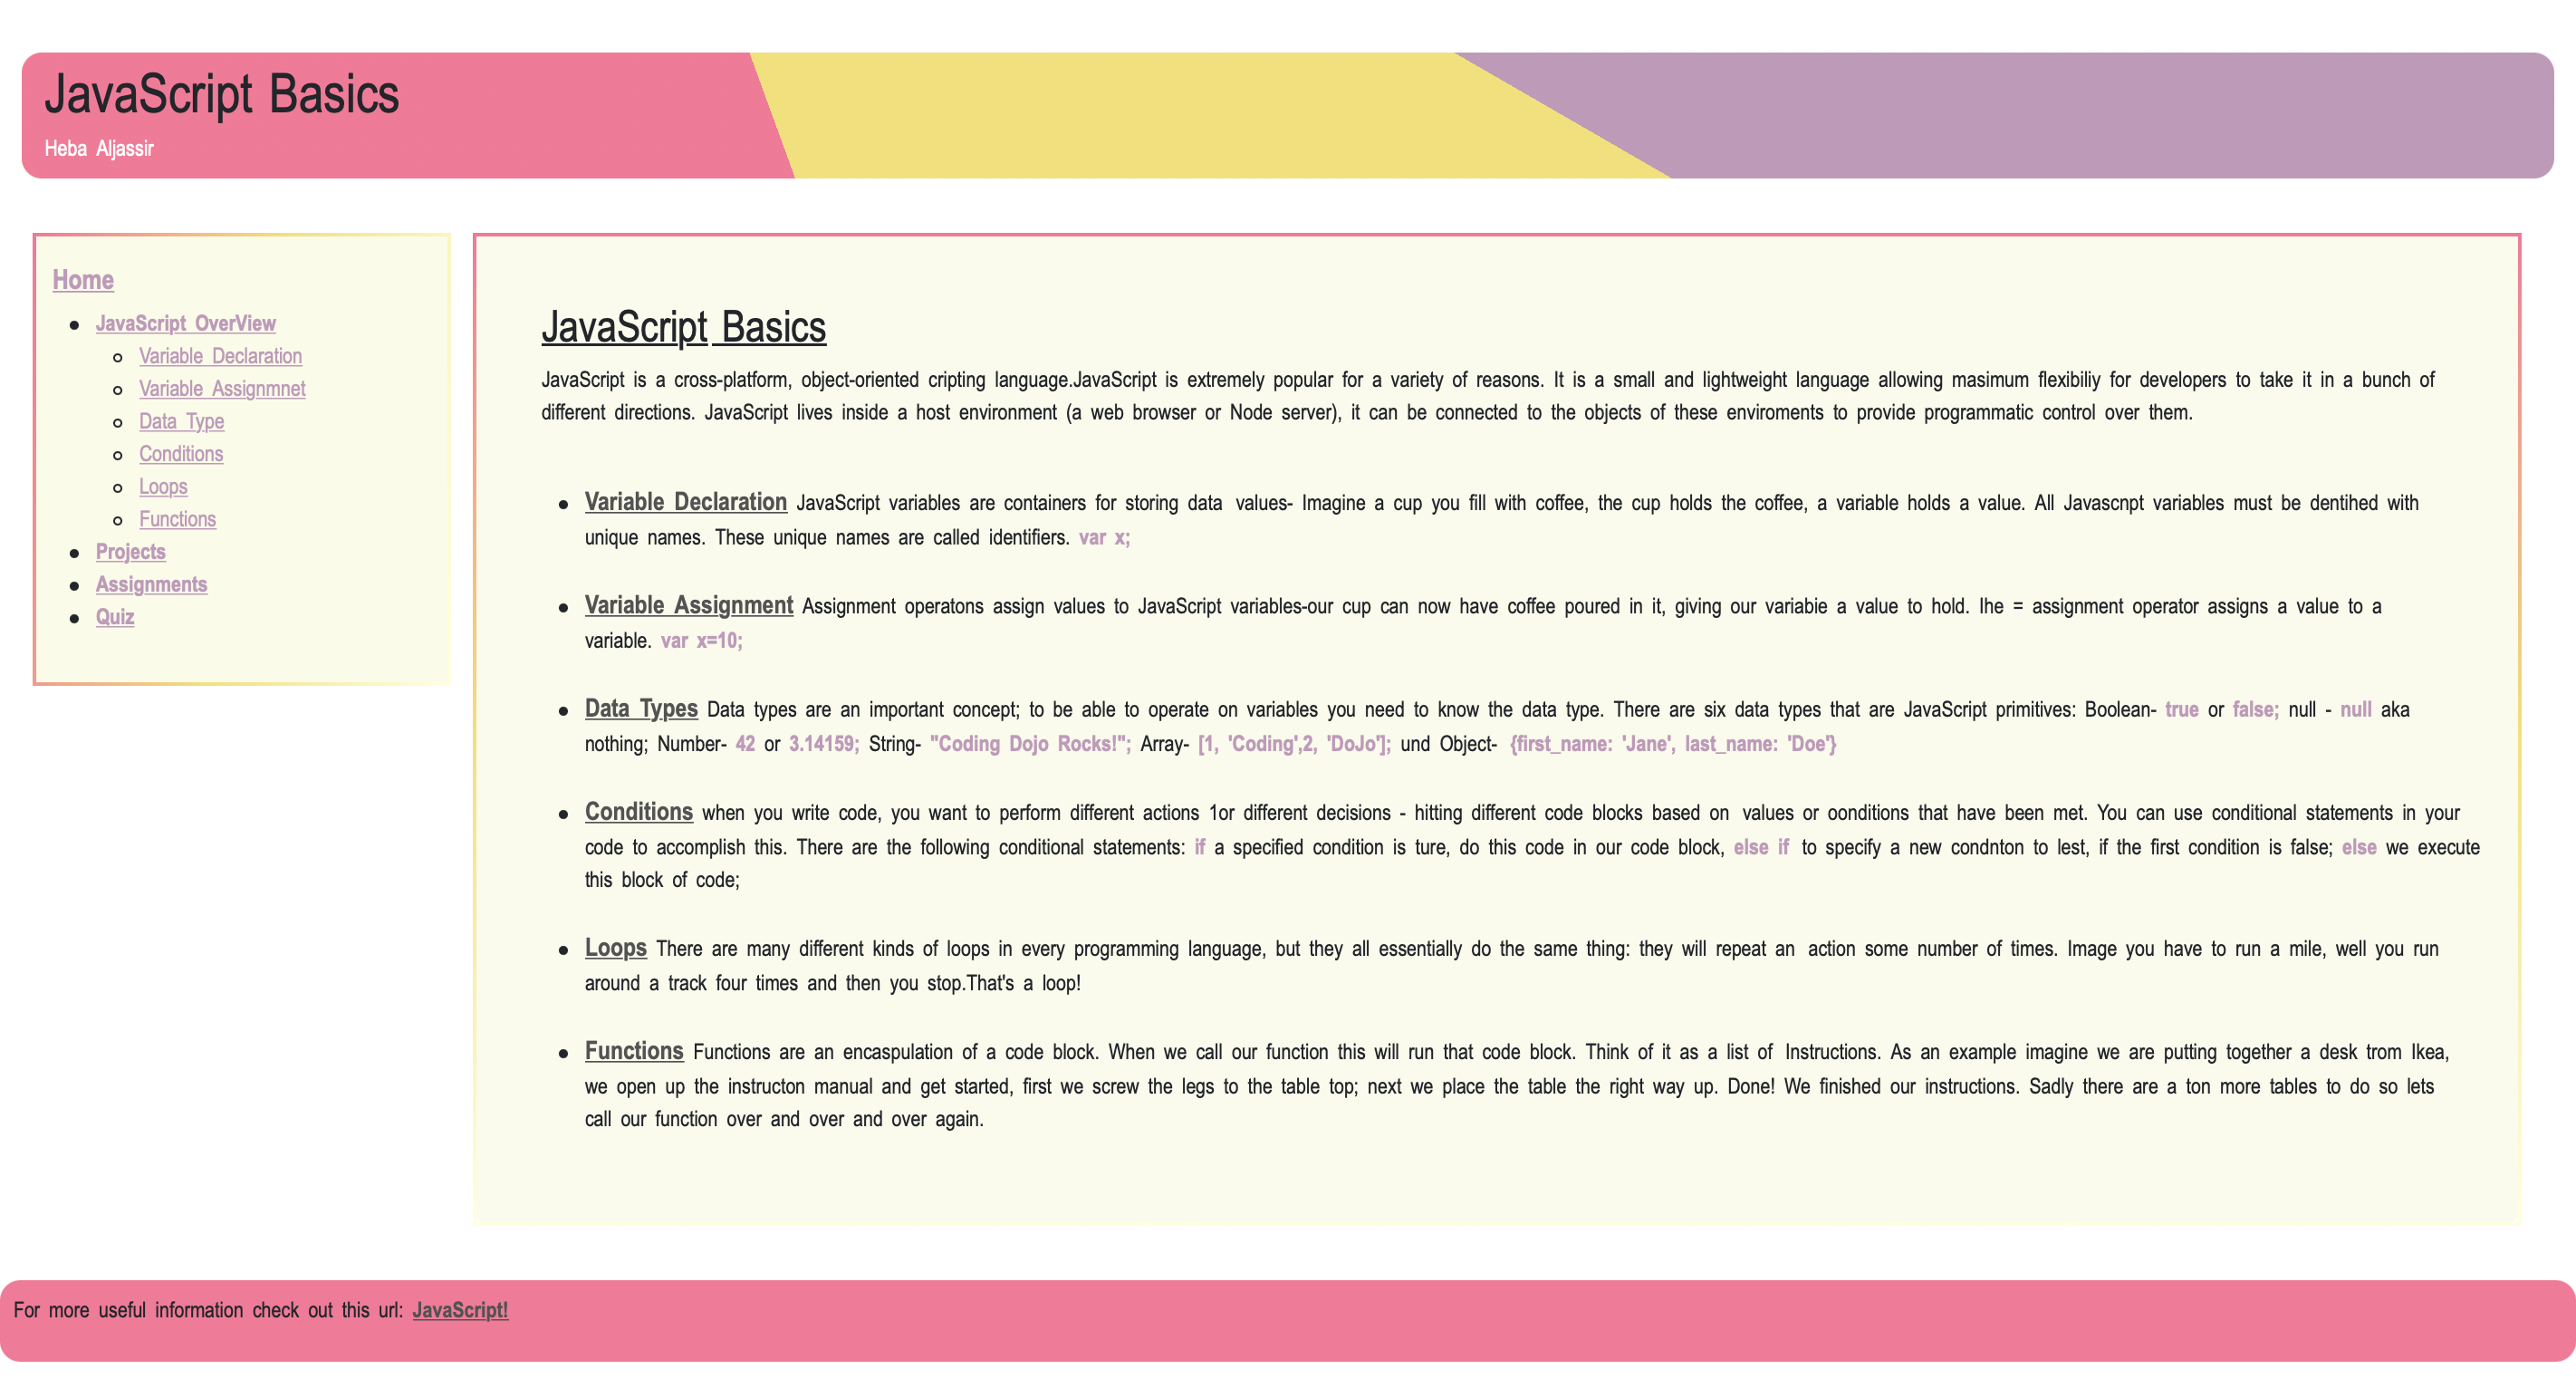 JavaScript Basics
Heba Aljassir
Home
JavaScript OverView
Variable Declaration
Variable Assignmnet
Data Type
Conditions
Loops
Functions
Projects
Assignments
Quiz
JavaScript Basics
JavaScript is a cross-platform, object-oriented cripting language.JavaScript is extremely popular for a variety of reasons. It is a small and lightweight language allowing masimum flexibiliy for developers to take it in a bunch of
different directions. JavaScript lives inside a host environment (a web browser or Node server), it can be connected to the objects of these enviroments to provide programmatic control over them.
Variable Declaration JavaScript variables are containers for storing data values- Imagine a cup you fill with coffee, the cup holds the coffee, a variable holds a value. All Javascnpt variables must be dentihed with
unique names. These unique names are called identifiers. var x;
Variable Assignment Assignment operatons assign values to JavaScript variables-our cup can now have coffee poured in it, giving our variabie a value to hold. Ihe = assignment operator assigns a value to a
variable. var x=10;
Data Types Data types are an important concept; to be able to operate on variables you need to know the data type. There are six data types that are JavaScript primitives: Boolean- true or false; null - null aka
nothing; Number- 42 or 3.14159; String- "Coding Dojo Rocks!"; Array- [1, 'Coding',2, 'DoJo']; und Object- {first_name: 'Jane', last_name: 'Doe'}
Conditions when you write code, you want to perform different actions 1or different decisions - hitting different code blocks based on values or oonditions that have been met. You can use conditional statements in your
code to accomplish this. There are the following conditional statements: if a specified condition is ture, do this code in our code block, else if to specify a new condnton to lest, if the first condition is false; else we execute
this block of code;
Loops There are many different kinds of loops in every programming language, but they all essentially do the same thing: they will repeat an action some number of times. Image you have to run a mile, well you run
around a track four times and then you stop.That's a loop!
Functions Functions are an encaspulation of a code block. When we call our function this will run that code block. Think of it as a list of Instructions. As an example imagine we are putting together a desk trom Ikea,
we open up the instructon manual and get started, first we screw the legs to the table top; next we place the table the right way up. Done! We finished our instructions. Sadly there are a ton more tables to do so lets
call our function over and over and over again.
For more useful information check out this url: JavaScript!